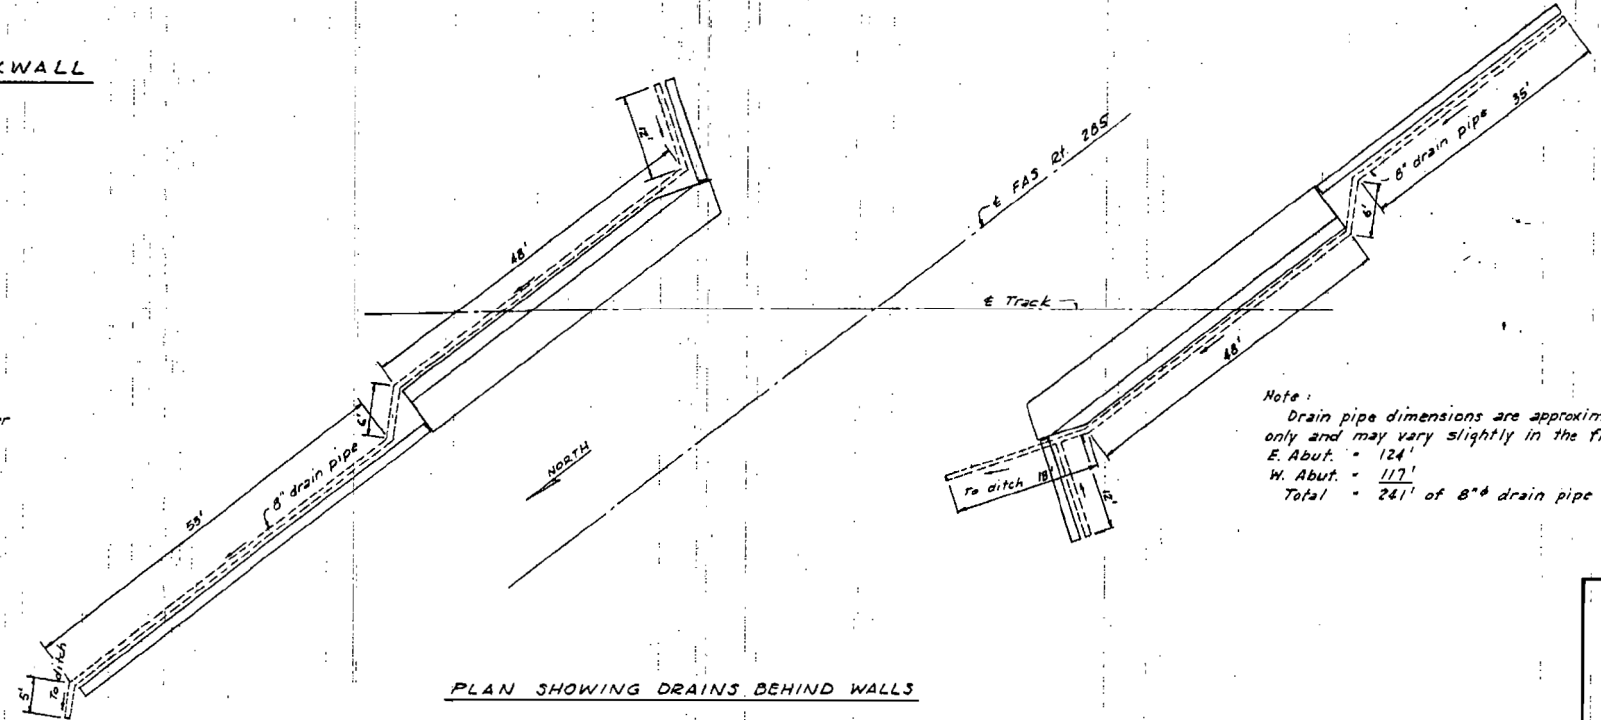 KWALL
12'
48'
6'
8" drain pipe
53'
To ditch
5'
NORTH
℄ FAS Rt. 285
℄ Track
35'
8" drain pipe
6'
48'
To ditch 18'
12'
Note:
Drain pipe dimensions are approxim
only and may vary slightly in the f
E. Abut. = 124'
W. Abut. = 117'
Total = 241' of 8"ϕ drain pipe
PLAN SHOWING DRAINS BEHIND WALLS